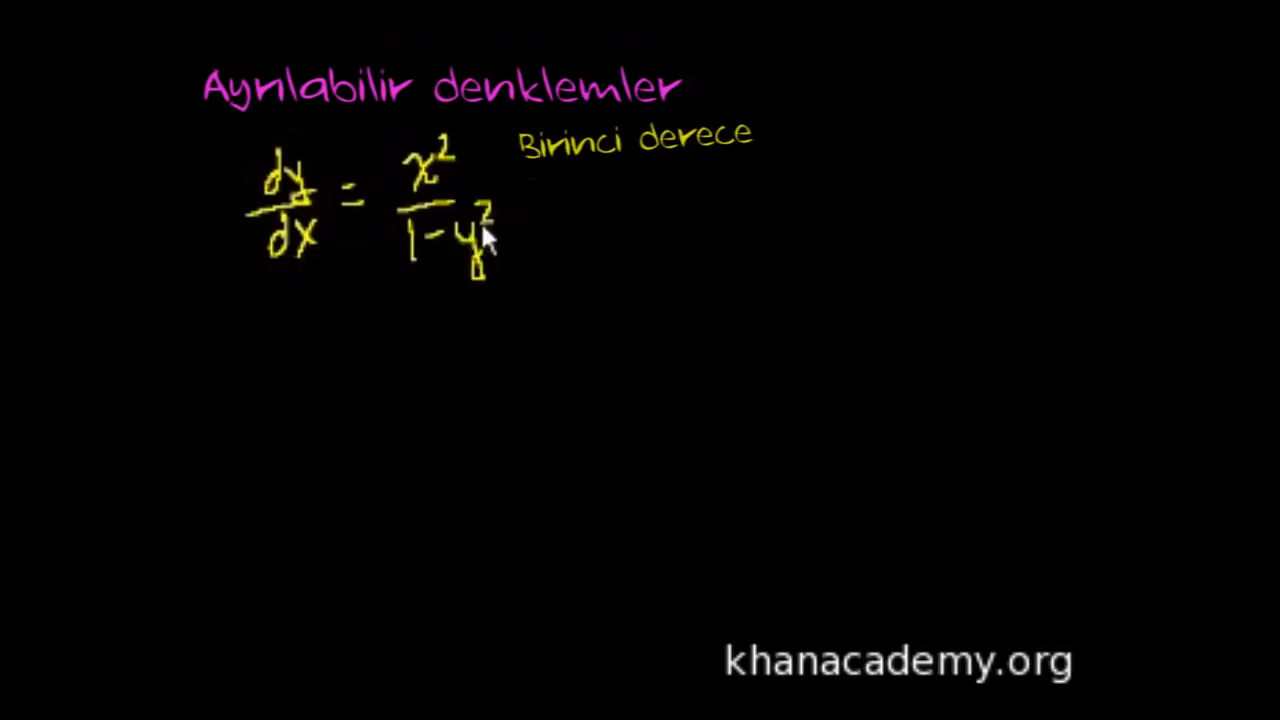 Ayrılabilir denklemler
Birinci derece
dy/dx = x²/(1-y²)
khanacademy.org